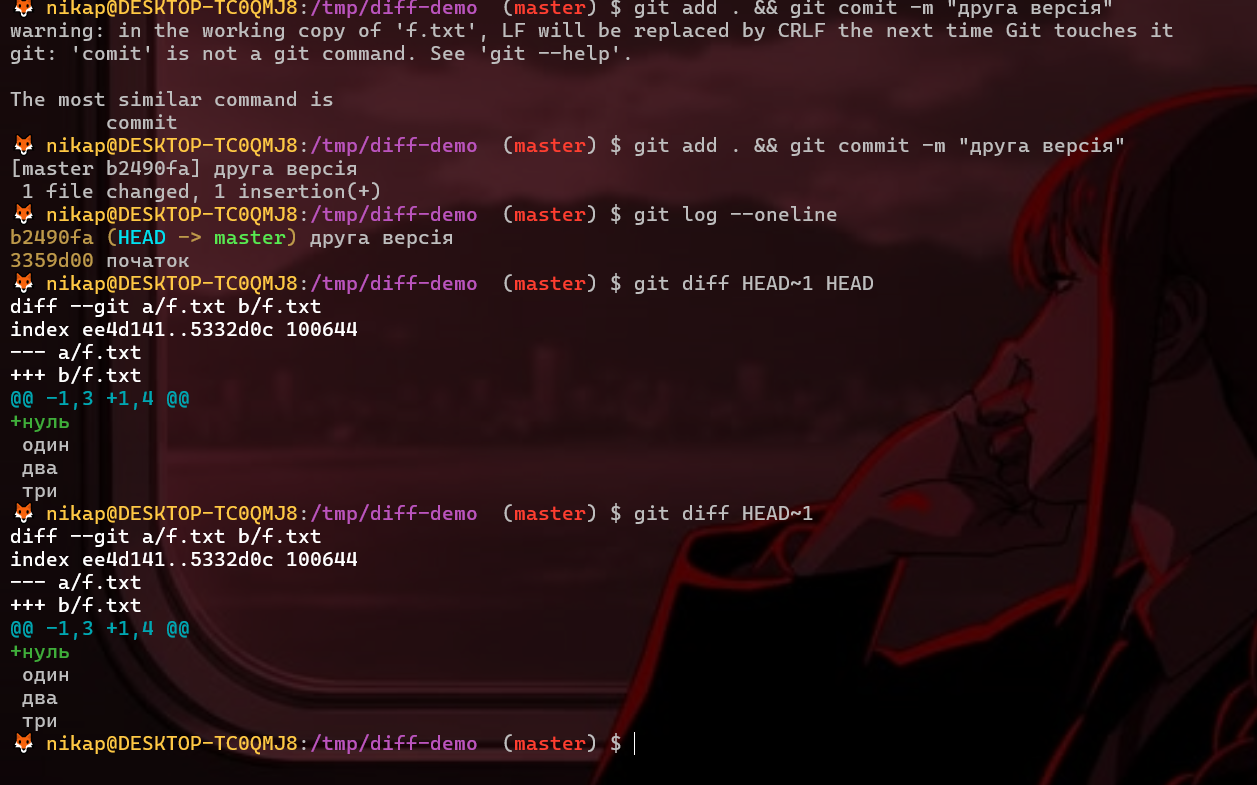 nikap@DESKTOP-TC0QMJ8:/tmp/diff-demo (master) $ git add . && git comit -m "друга версія"
warning: in the working copy of 'f.txt', LF will be replaced by CRLF the next time Git touches it
git: 'comit' is not a git command. See 'git --help'.
The most similar command is
commit
nikap@DESKTOP-TC0QMJ8:/tmp/diff-demo (master) $ git add . && git commit -m "друга версія"
[master b2490fa] друга версія
1 file changed, 1 insertion(+)
nikap@DESKTOP-TC0QMJ8:/tmp/diff-demo (master) $ git log --oneline
b2490fa (HEAD -> master) друга версія
3359d00 початок
nikap@DESKTOP-TC0QMJ8:/tmp/diff-demo (master) $ git diff HEAD~1 HEAD
diff --git a/f.txt b/f.txt
index ee4d141..5332d0c 100644
--- a/f.txt
+++ b/f.txt
@@ -1,3 +1,4 @@
+нуль
один
два
три
nikap@DESKTOP-TC0QMJ8:/tmp/diff-demo (master) $ git diff HEAD~1
diff --git a/f.txt b/f.txt
index ee4d141..5332d0c 100644
--- a/f.txt
+++ b/f.txt
@@ -1,3 +1,4 @@
+нуль
один
два
три
nikap@DESKTOP-TC0QMJ8:/tmp/diff-demo (master) $